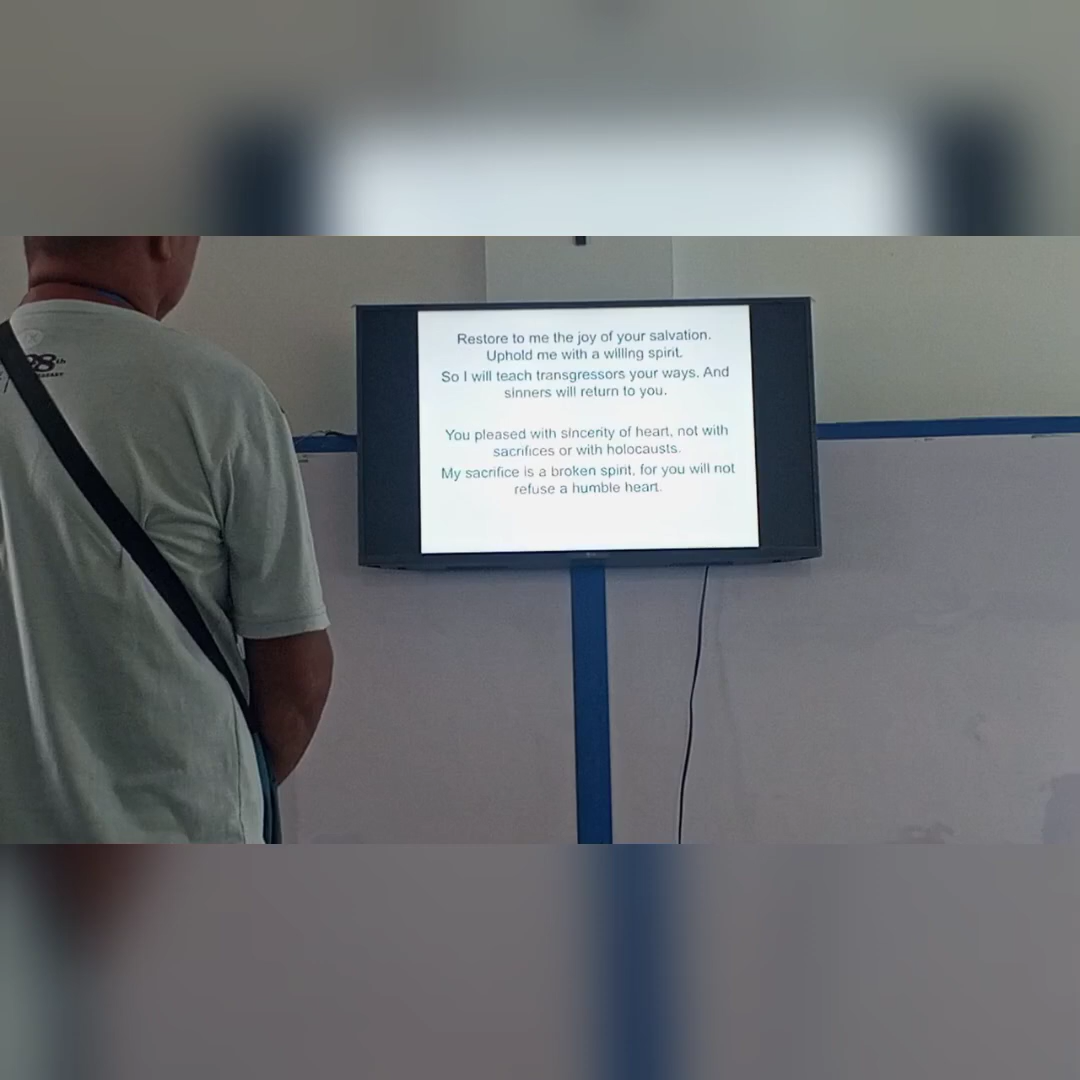 98th
Restore to me the joy of your salvation.
Uphold me with a willing spirit.
So I will teach transgressors your ways. And
sinners will return to you.
You pleased with sincerity of heart, not with
sacrifices or with holocausts.
My sacrifice is a broken spirit, for you will not
refuse a humble heart.